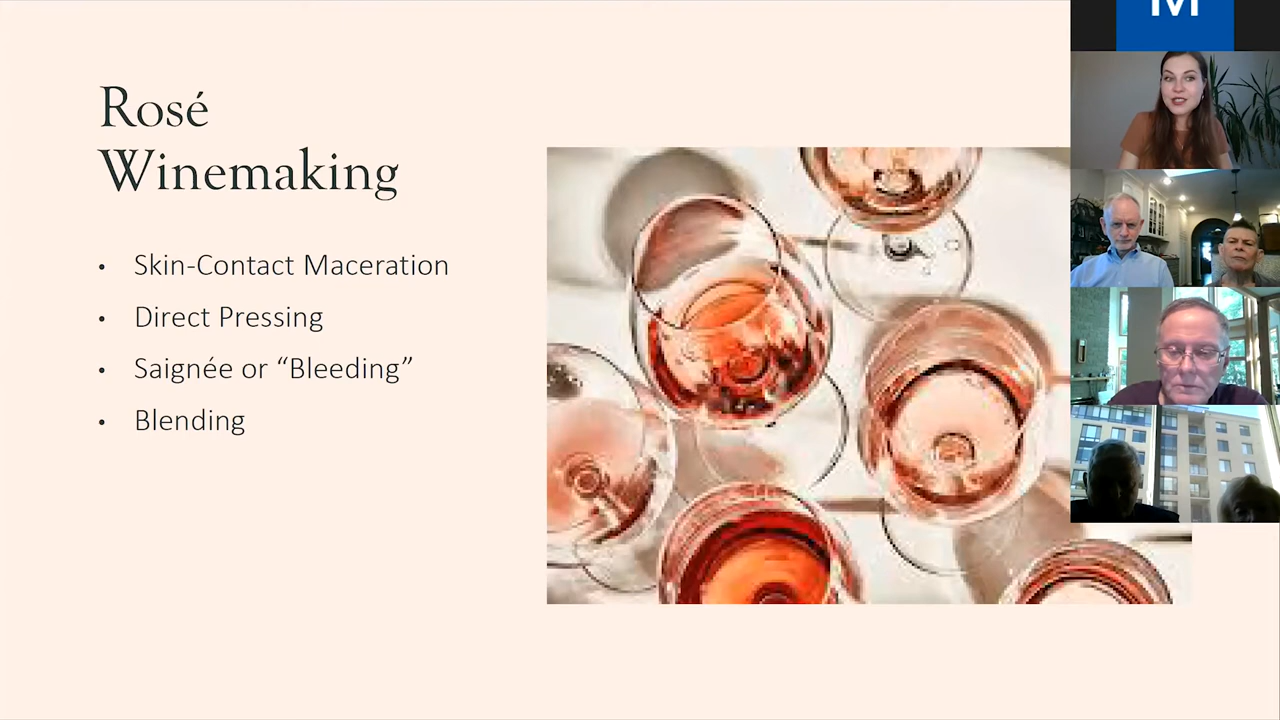 Rosé
Winemaking
• Skin-Contact Maceration
• Direct Pressing
• Saignée or “Bleeding”
• Blending
M